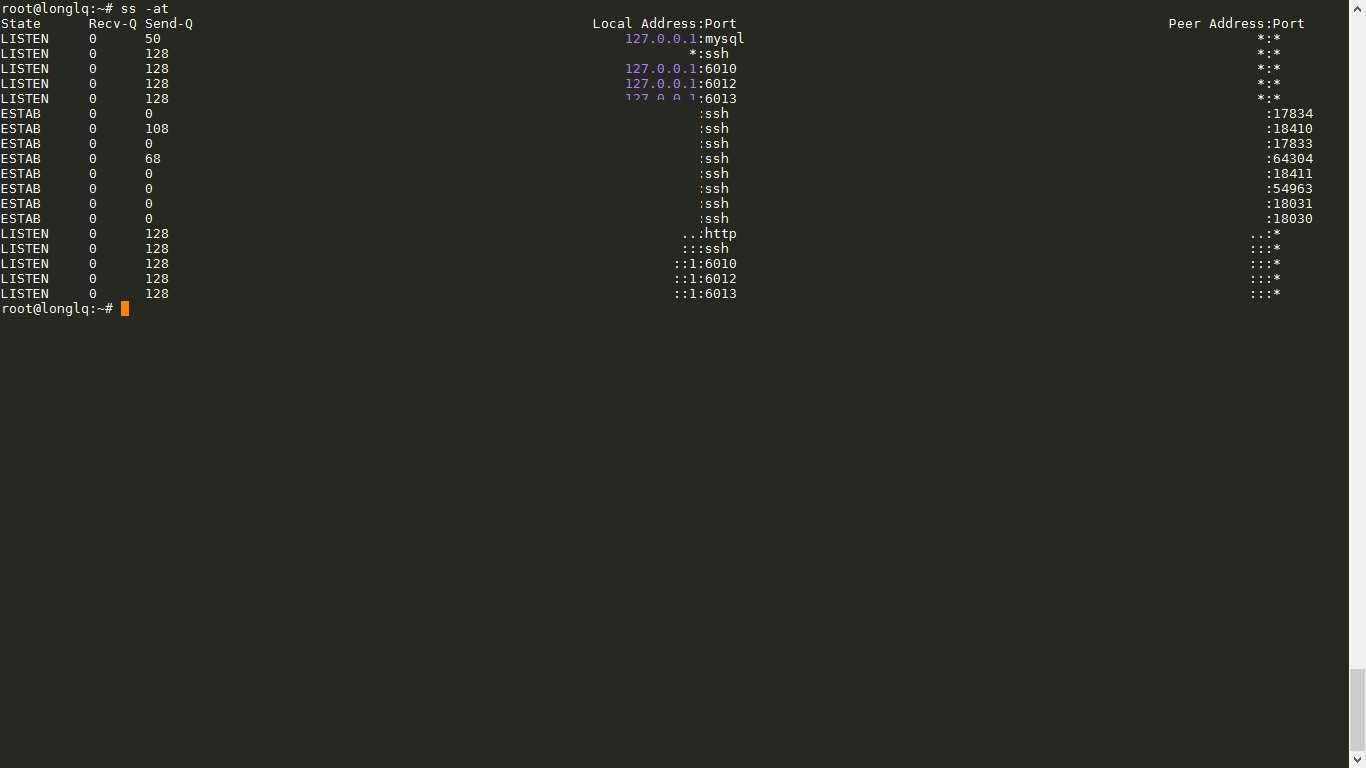 root@longlq:~# ss -at
State Recv-Q Send-Q Local Address:Port Peer Address:Port
LISTEN 0 50 127.0.0.1:mysql *:*
LISTEN 0 128 *:ssh *:*
LISTEN 0 128 127.0.0.1:6010 *:*
LISTEN 0 128 127.0.0.1:6012 *:*
LISTEN 0 128 127.0.0.1:6013 *:*
ESTAB 0 0 :ssh :17834
ESTAB 0 108 :ssh :18410
ESTAB 0 0 :ssh :17833
ESTAB 0 68 :ssh :64304
ESTAB 0 0 :ssh :18411
ESTAB 0 0 :ssh :54963
ESTAB 0 0 :ssh :18031
ESTAB 0 0 :ssh :18030
LISTEN 0 128 ..:http ..:*
LISTEN 0 128 :::ssh :::*
LISTEN 0 128 ::1:6010 :::*
LISTEN 0 128 ::1:6012 :::*
LISTEN 0 128 ::1:6013 :::*
root@longlq:~#